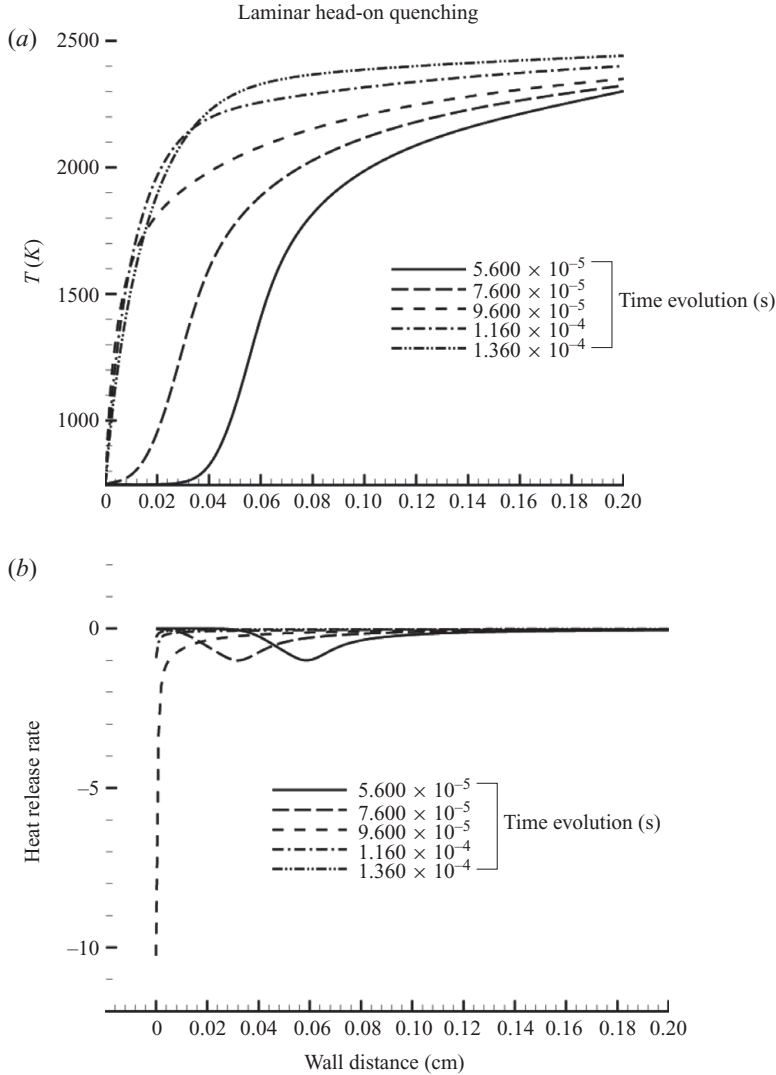 Laminar head-on quenching
(a)
2500
2000
1500
1000
T (K)
5.600 × 10–5
7.600 × 10–5
9.600 × 10–5
1.160 × 10–4
1.360 × 10–4
Time evolution (s)
0 0.02 0.04 0.06 0.08 0.10 0.12 0.14 0.16 0.18 0.20
(b)
0
–5
–10
Heat release rate
5.600 × 10–5
7.600 × 10–5
9.600 × 10–5
1.160 × 10–4
1.360 × 10–4
Time evolution (s)
0 0.02 0.04 0.06 0.08 0.10 0.12 0.14 0.16 0.18 0.20
Wall distance (cm)